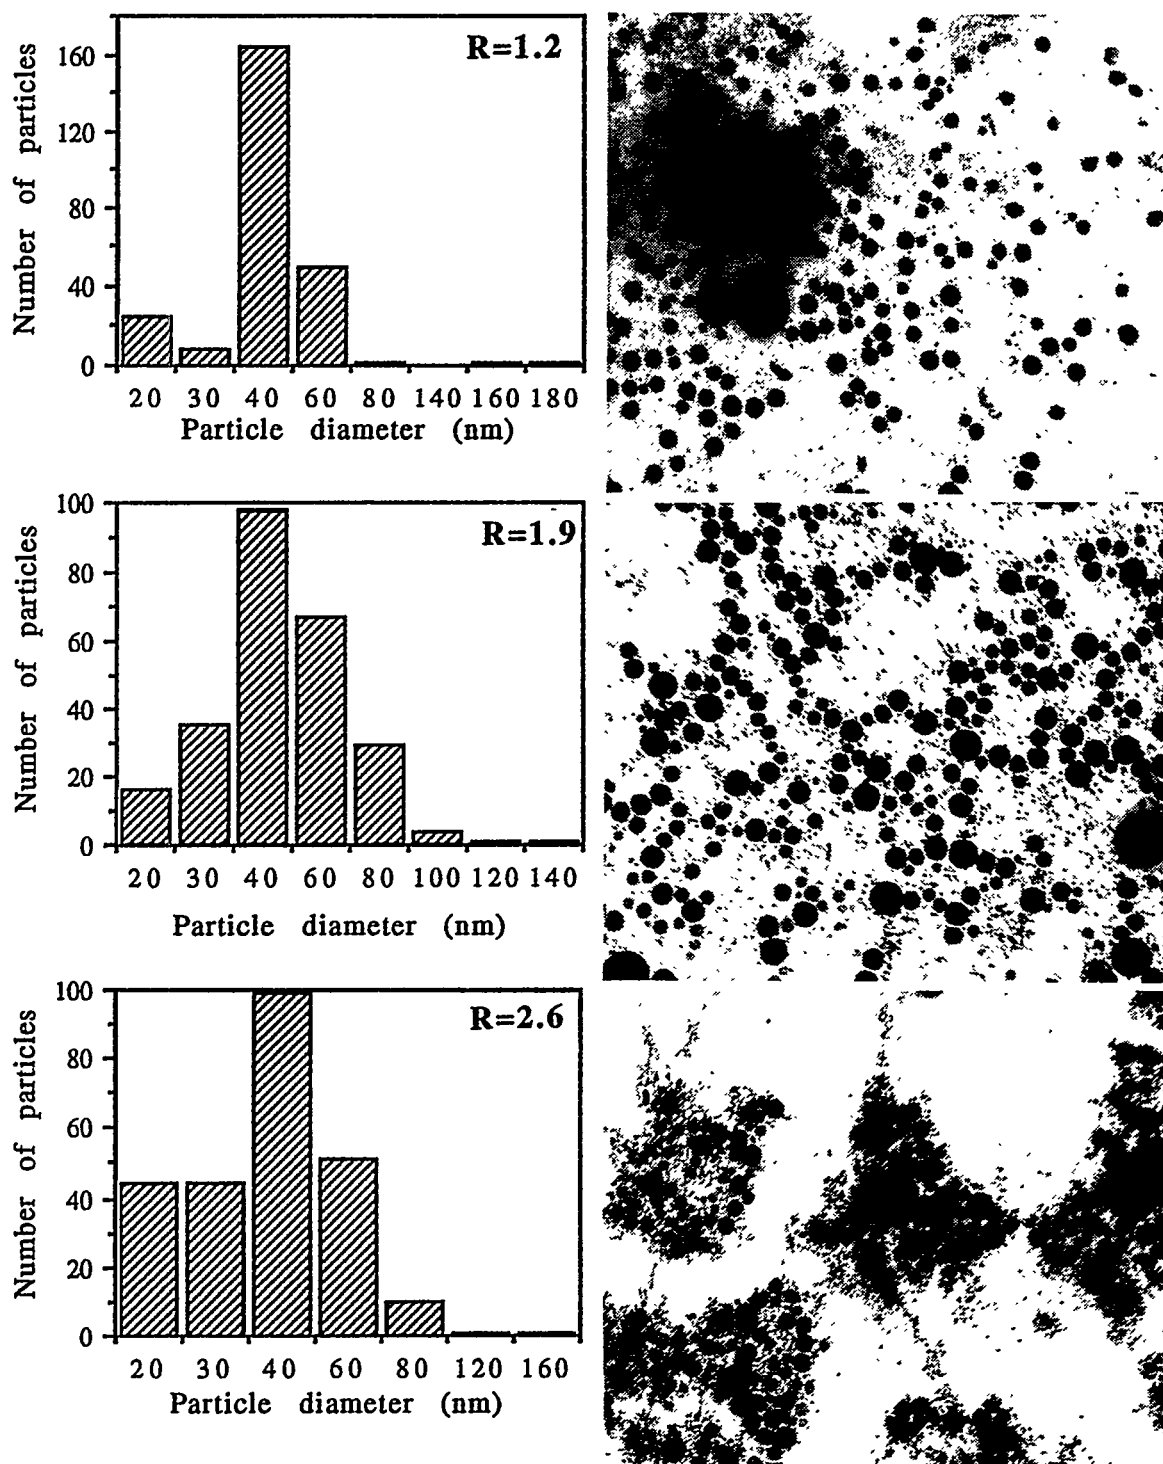 R=1.2
Number of particles
160
120
80
40
0
20 30 40 60 80 140 160 180
Particle diameter (nm)
R=1.9
Number of particles
100
80
60
40
20
0
20 30 40 60 80 100 120 140
Particle diameter (nm)
R=2.6
Number of particles
100
80
60
40
20
0
20 30 40 60 80 120 160
Particle diameter (nm)